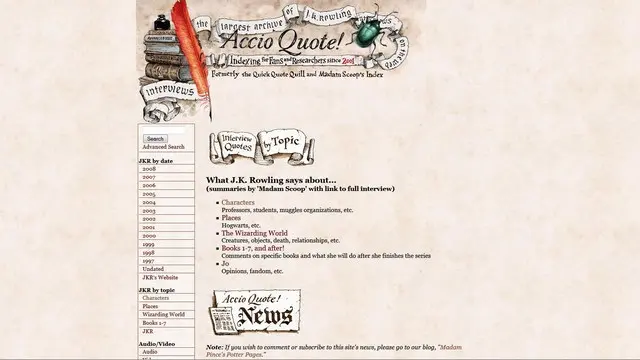 the largest archive of J.K.Rowling
on the web
Accio Quote!
Indexing for Fans and Researchers since 2001
Formerly the Quick Quote Quill and Madam Scoop's Index
interviews
Search
Advanced Search
JKR by date
2008
2007
2006
2005
2004
2003
2002
2001
2000
1999
1998
1997
Undated
JKR's Website
JKR by topic
Characters
Places
Wizarding World
Books 1-7
JKR
Audio/Video
Audio
Interview Quotes by Topic
What J.K. Rowling says about...
(summaries by 'Madam Scoop' with link to full interview)
Characters
Professors, students, muggles organizations, etc.
Places
Hogwarts, etc.
The Wizarding World
Creatures, objects, death, relationships, etc.
Books 1-7, and after!
Comments on specific books and what she will do after she finishes the series
Jo
Opinions, fandom, etc.
Accio Quote!
News
Note: If you wish to comment or subscribe to this site's news, please go to our blog, "Madam
Pince's Potter Pages."